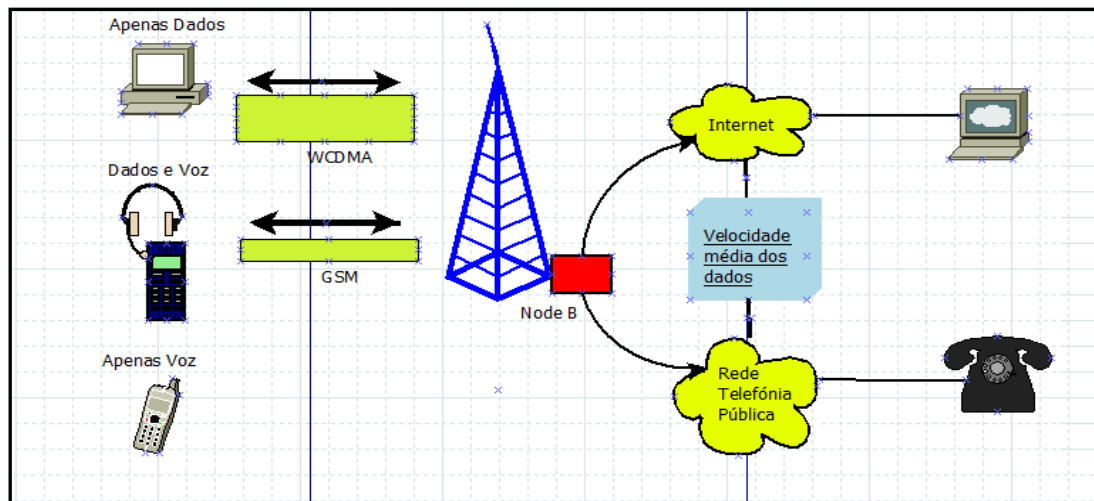 Apenas Dados
WCDMA
Dados e Voz
GSM
Apenas Voz
Node B
Internet
Velocidade
média dos
dados
Rede
Telefónia
Pública